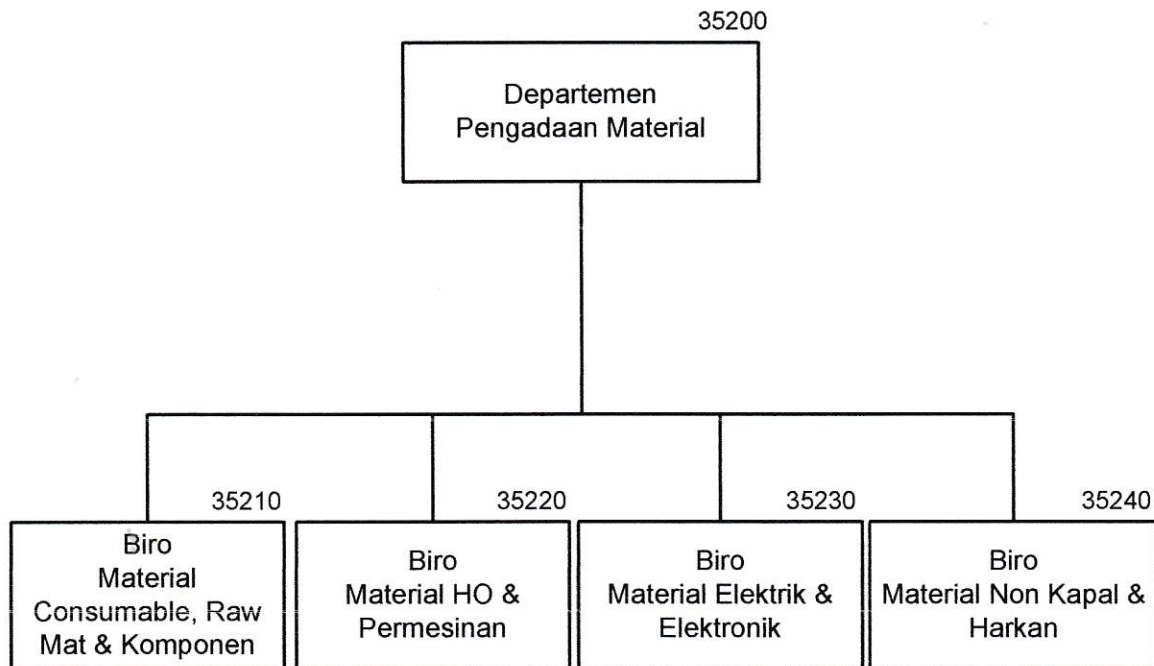 35200
Departemen
Pengadaan Material
35210
Biro
Material
Consumable, Raw
Mat & Komponen
35220
Biro
Material HO &
Permesinan
35230
Biro
Material Elektrik &
Elektronik
35240
Biro
Material Non Kapal &
Harkan